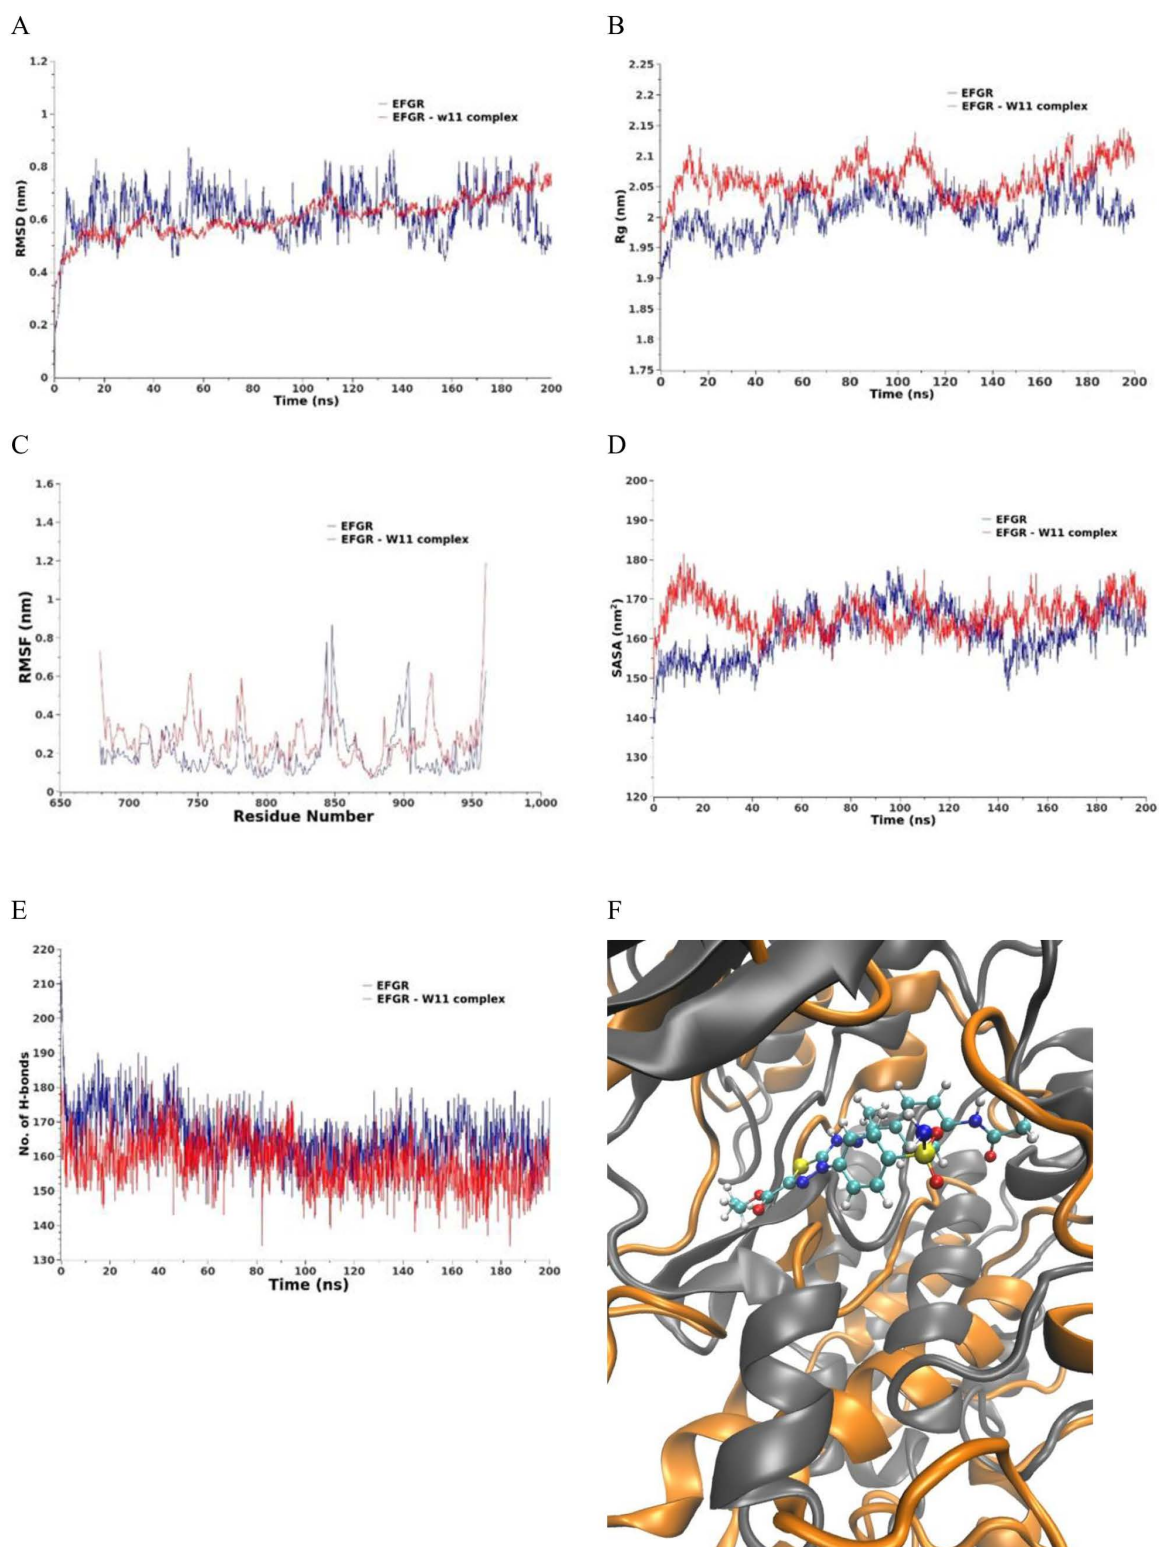 A
B
1.2
1
0.8
0.6
0.4
0.2
0
RMSD (nm)
EFGR
EFGR - w11 complex
0 20 40 60 80 100 120 140 160 180 200
Time (ns)
2.25
2.2
2.15
2.1
2.05
2
1.95
1.9
1.85
1.8
1.75
Rg (nm)
EFGR
EFGR - W11 complex
0 20 40 60 80 100 120 140 160 180 200
Time (ns)
C
D
1.6
1.4
1.2
1
0.8
0.6
0.4
0.2
0
RMSF (nm)
EFGR
EFGR - W11 complex
650 700 750 800 850 900 950 1,000
Residue Number
200
190
180
170
160
150
140
130
120
SASA (nm²)
EFGR
EFGR - W11 complex
0 20 40 60 80 100 120 140 160 180 200
Time (ns)
E
F
220
210
200
190
180
170
160
150
140
130
No. of H-bonds
EFGR
EFGR - W11 complex
0 20 40 60 80 100 120 140 160 180 200
Time (ns)